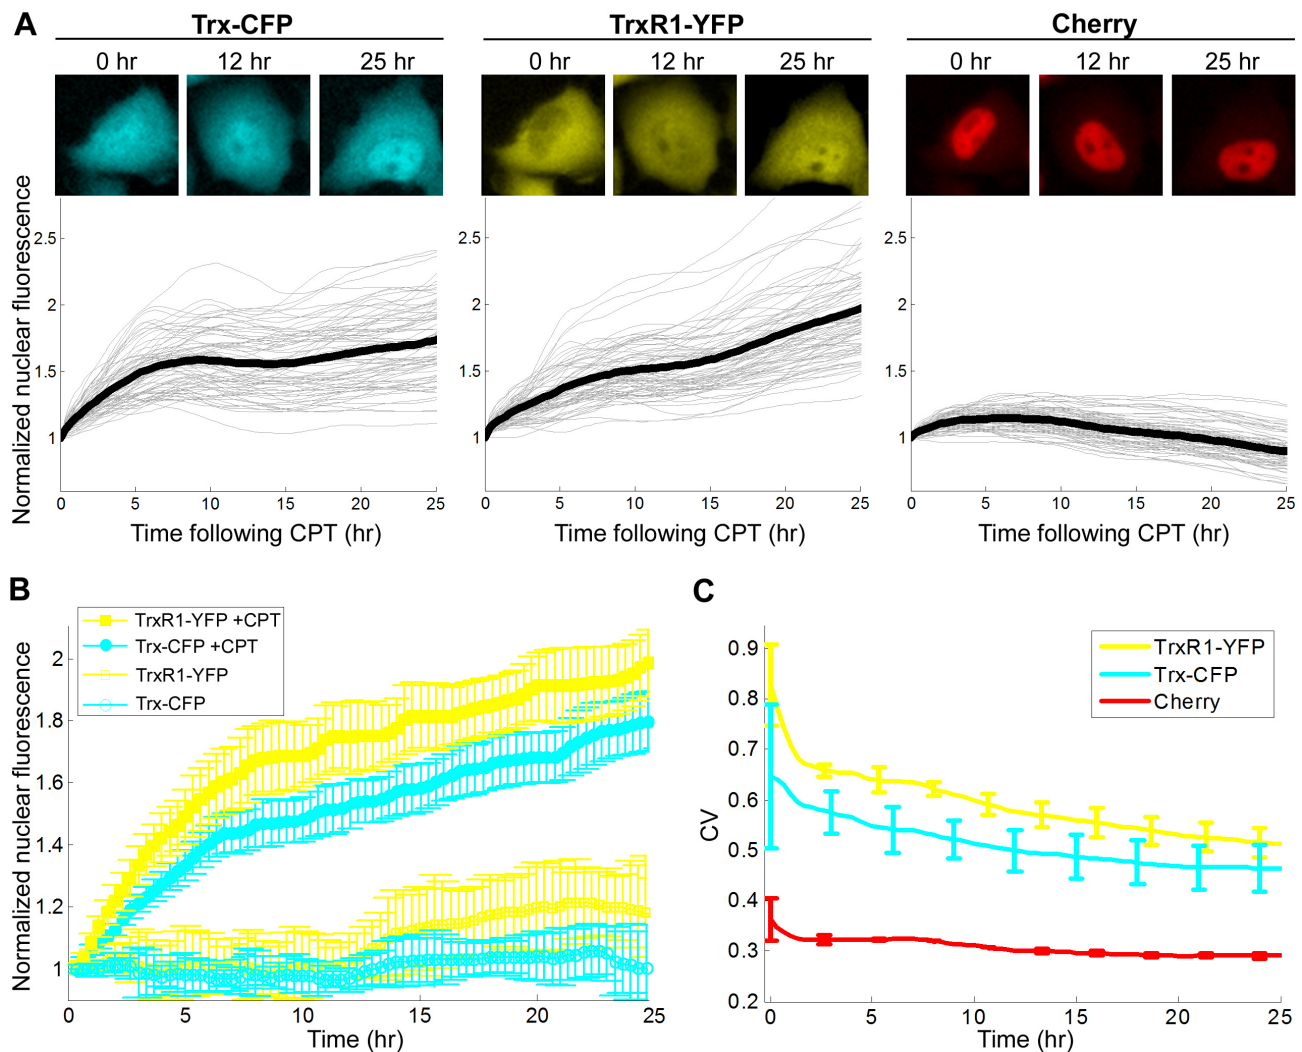 A
Trx-CFP
TrxR1-YFP
Cherry
0 hr 12 hr 25 hr
0 hr 12 hr 25 hr
0 hr 12 hr 25 hr
Normalized nuclear fluorescence
2.5
2
1.5
1
0 5 10 15 20 25
Time following CPT (hr)
2.5
2
1.5
1
0 5 10 15 20 25
Time following CPT (hr)
2.5
2
1.5
1
0 5 10 15 20 25
Time following CPT (hr)
B
TrxR1-YFP +CPT
Trx-CFP +CPT
TrxR1-YFP
Trx-CFP
Normalized nuclear fluorescence
2
1.8
1.6
1.4
1.2
1
0 5 10 15 20 25
Time (hr)
C
TrxR1-YFP
Trx-CFP
Cherry
CV
0.9
0.8
0.7
0.6
0.5
0.4
0.3
0.2
0 5 10 15 20 25
Time (hr)